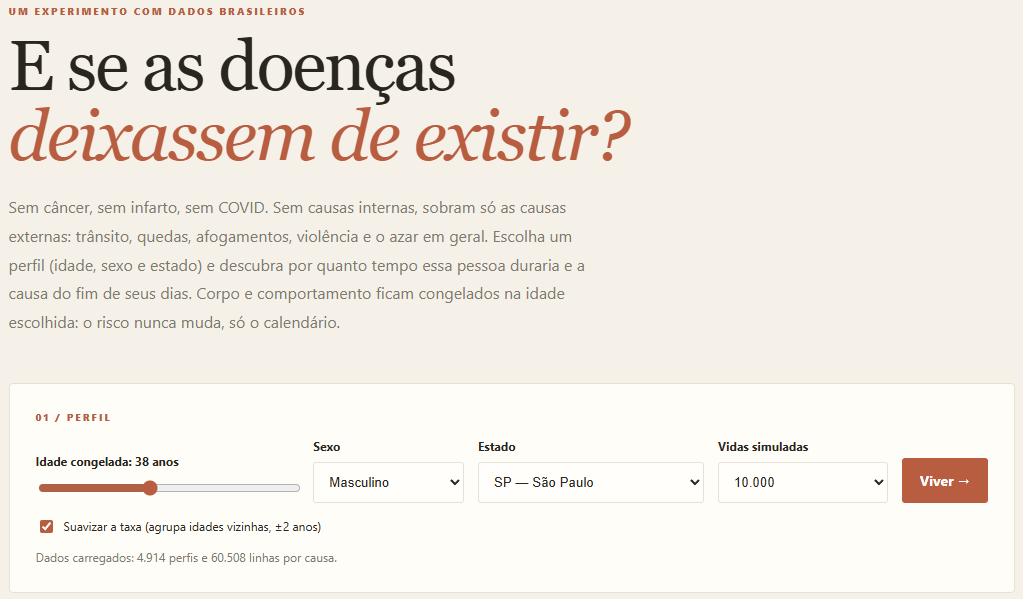 UM EXPERIMENTO COM DADOS BRASILEIROS
E se as doenças
deixassem de existir?
Sem câncer, sem infarto, sem COVID. Sem causas internas, sobram só as causas
externas: trânsito, quedas, afogamentos, violência e o azar em geral. Escolha um
perfil (idade, sexo e estado) e descubra por quanto tempo essa pessoa duraria e a
causa do fim de seus dias. Corpo e comportamento ficam congelados na idade
escolhida: o risco nunca muda, só o calendário.
01 / PERFIL
Idade congelada: 38 anos
Sexo
Masculino
Estado
SP — São Paulo
Vidas simuladas
10.000
Viver →
Suavizar a taxa (agrupa idades vizinhas, ±2 anos)
Dados carregados: 4.914 perfis e 60.508 linhas por causa.